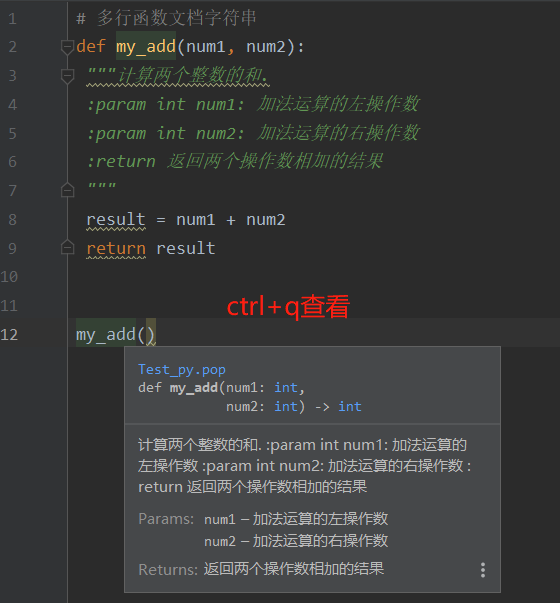 1 # 多行函数文档字符串
2 def my_add(num1, num2):
3 """计算两个整数的和.
4 :param int num1: 加法运算的左操作数
5 :param int num2: 加法运算的右操作数
6 :return 返回两个操作数相加的结果
7 """
8 result = num1 + num2
9 return result
10
11
ctrl+q查看
12 my_add()
Test_py.pop
def my_add(num1: int,
num2: int) -> int
计算两个整数的和. :param int num1: 加法运算的
左操作数 :param int num2: 加法运算的右操作数 :
return 返回两个操作数相加的结果
Params: num1 – 加法运算的左操作数
num2 – 加法运算的右操作数
Returns: 返回两个操作数相加的结果